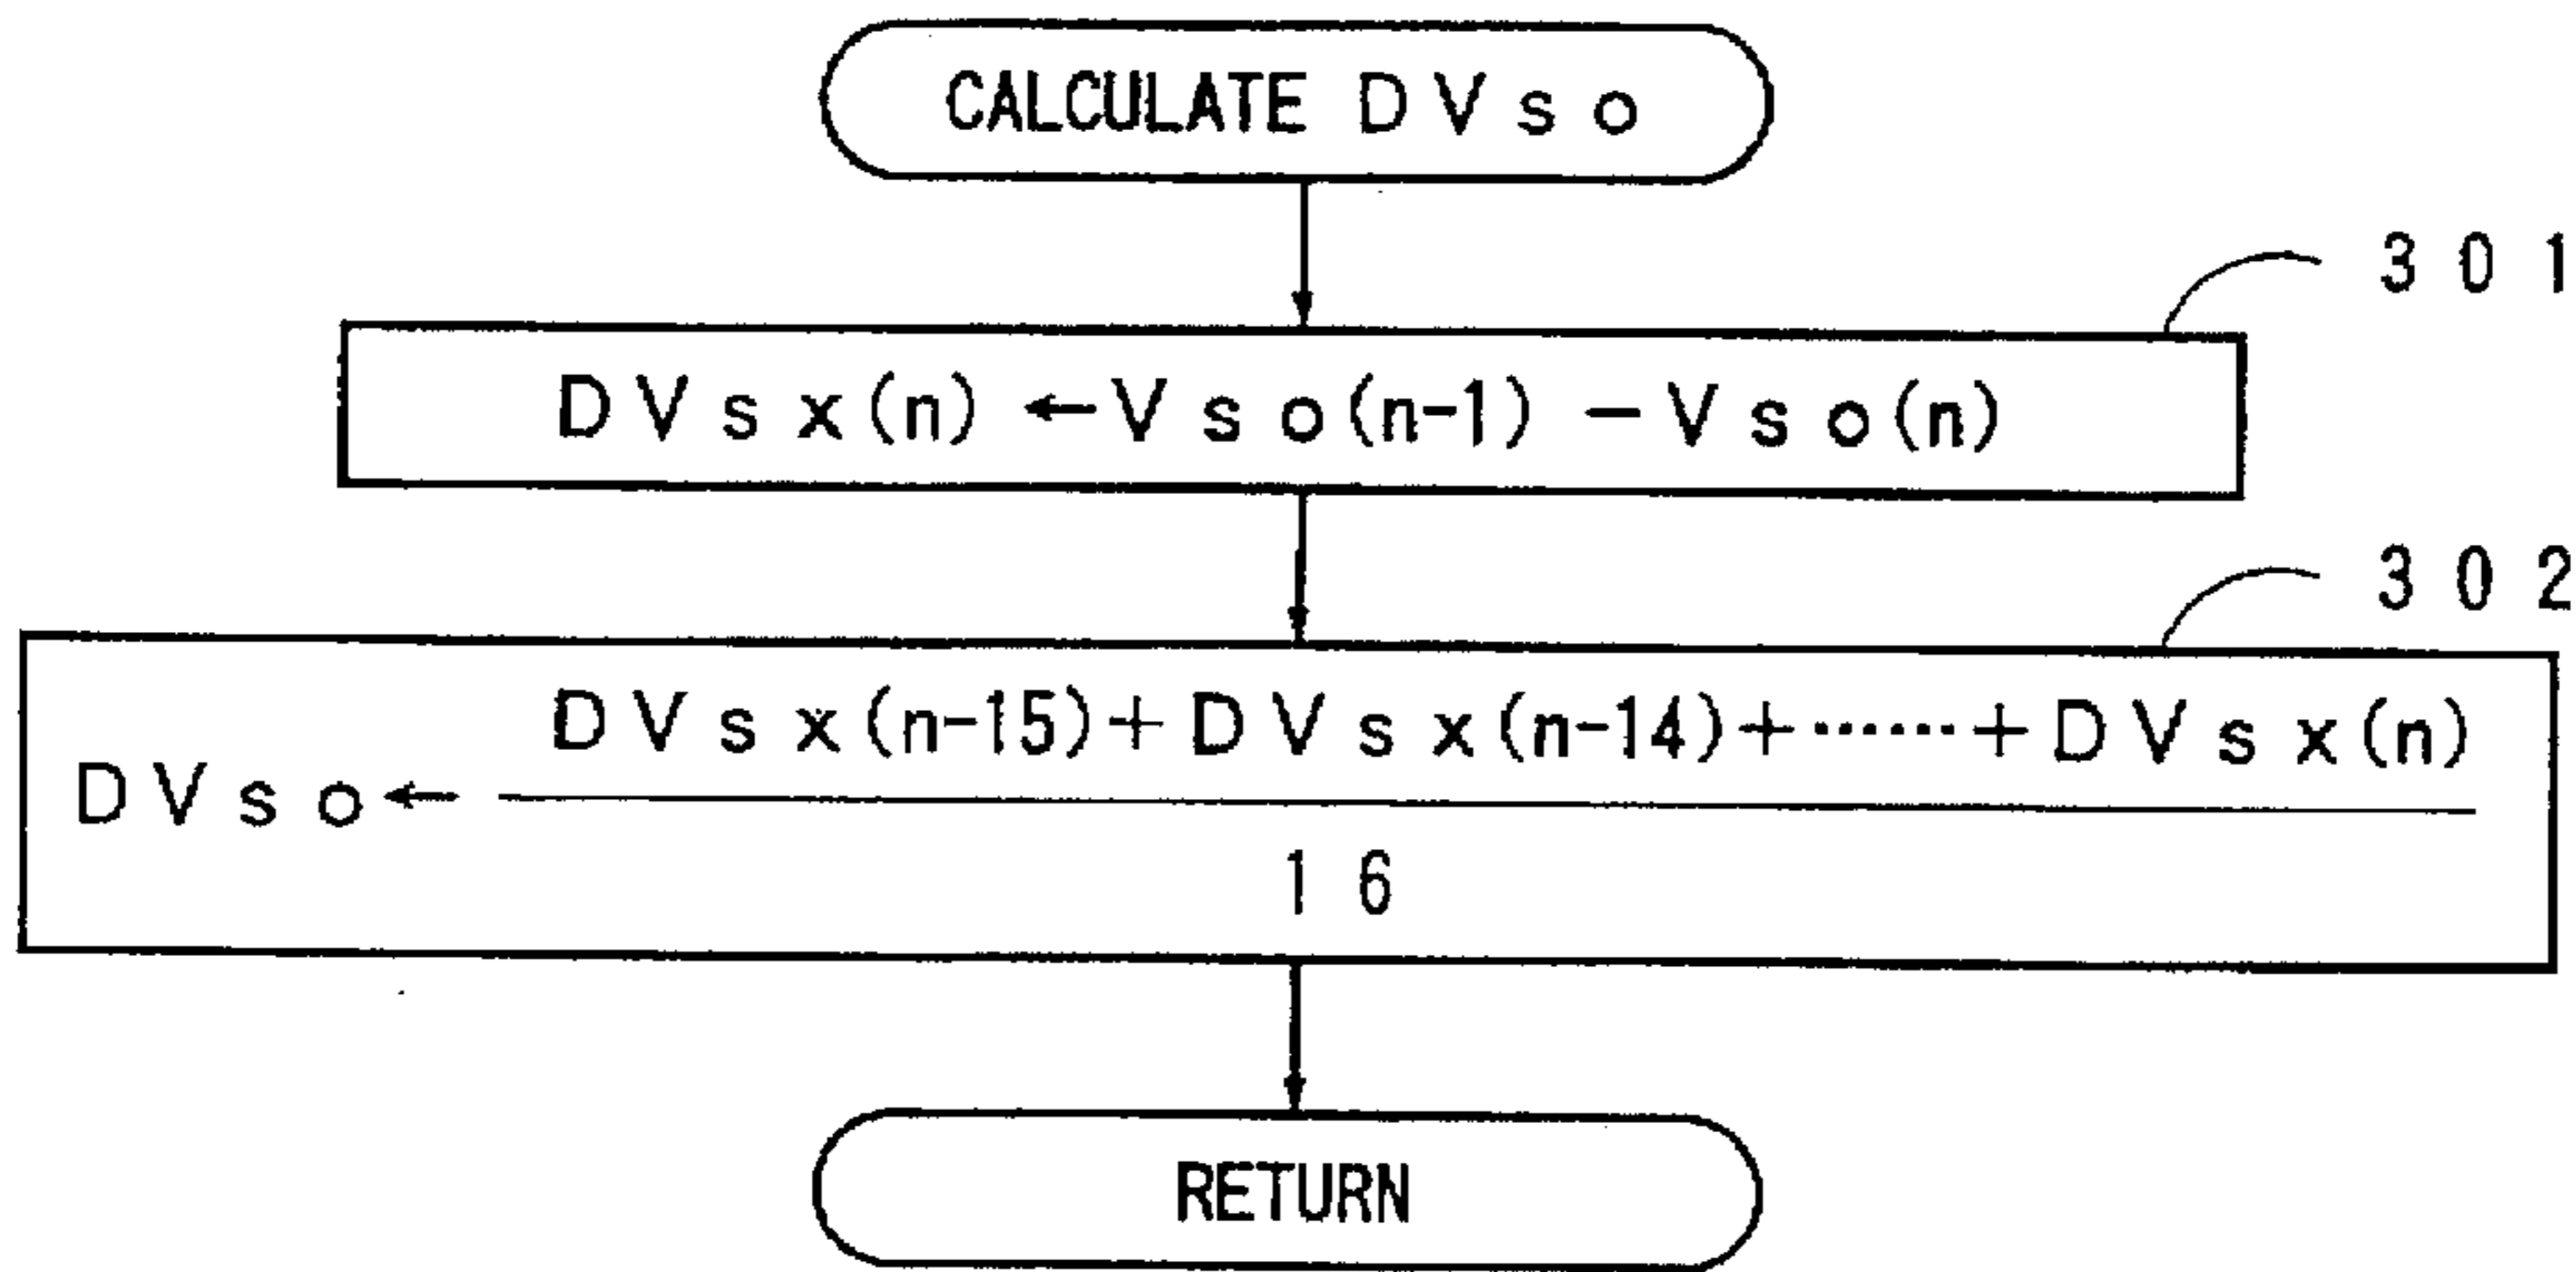 CALCULATE DVso
301
DVsx(n) ←Vso(n-1) - Vso(n)
302
DVsx(n-15)+DVsx(n-14)+······+DVsx(n)
DVso←
16
RETURN